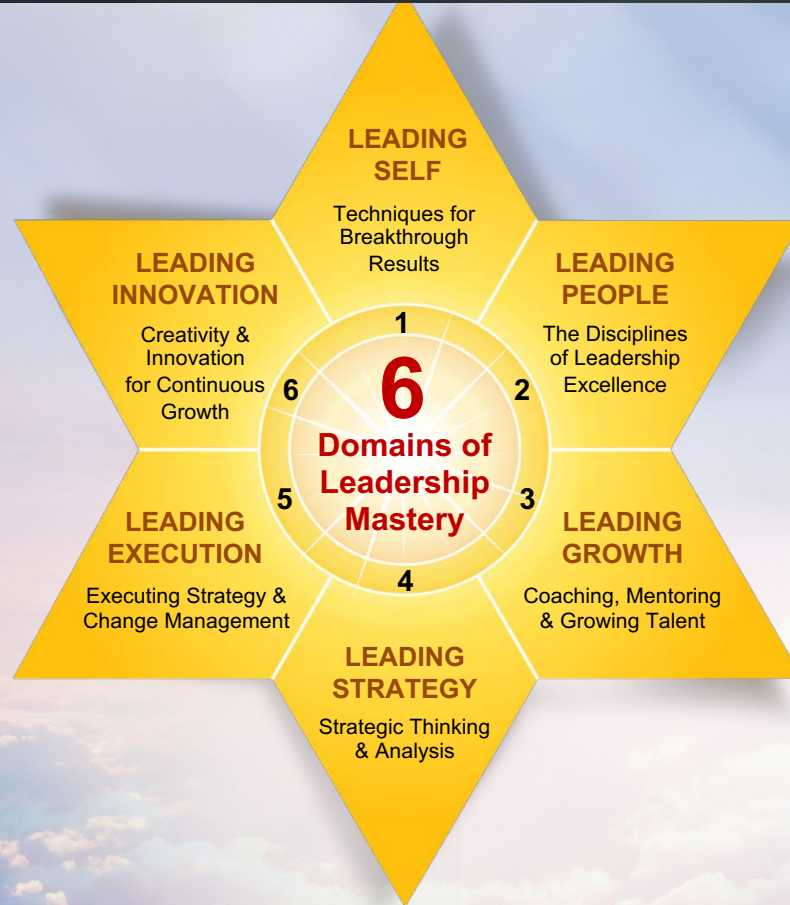 LEADING
SELF
Techniques for
Breakthrough
Results
1
LEADING
PEOPLE
The Disciplines
of Leadership
Excellence
2
LEADING
GROWTH
Coaching, Mentoring
& Growing Talent
3
LEADING
STRATEGY
Strategic Thinking
& Analysis
4
LEADING
EXECUTION
Executing Strategy &
Change Management
5
LEADING
INNOVATION
Creativity &
Innovation
for Continuous
Growth
6
6
Domains of
Leadership
Mastery